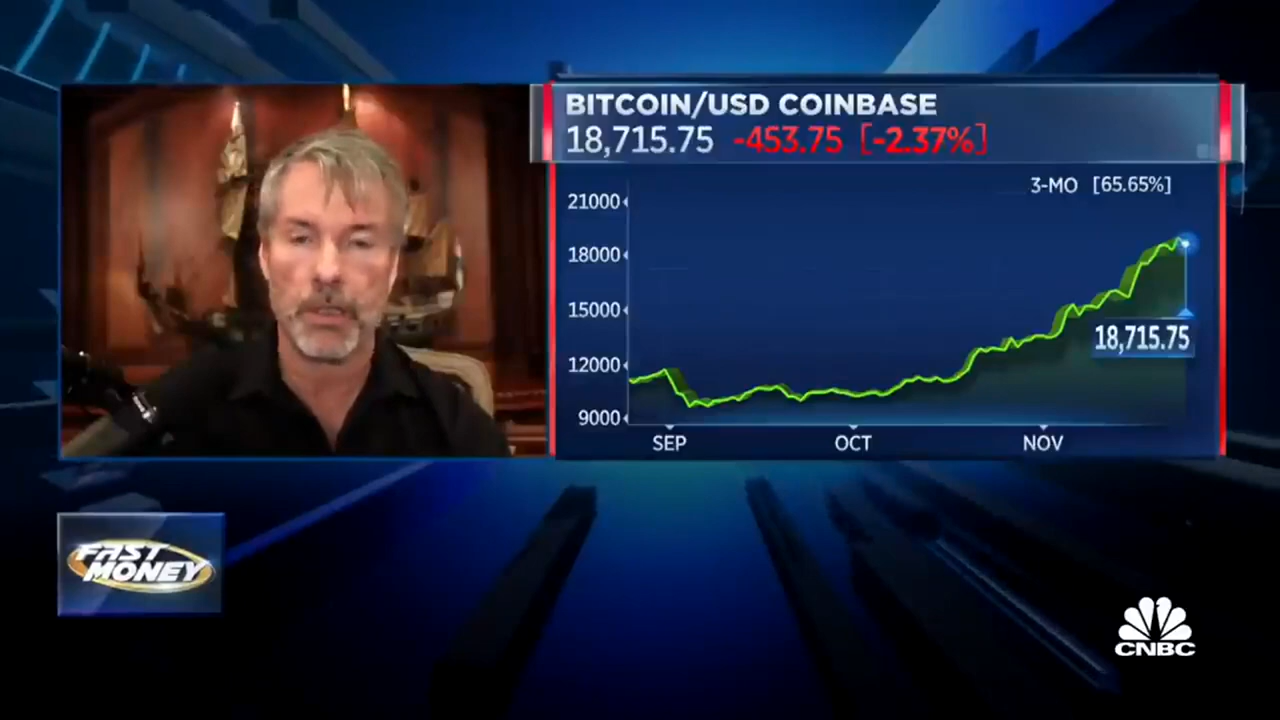 BITCOIN/USD COINBASE
18,715.75 -453.75 [-2.37%]
3-MO [65.65%]
21000
18000
15000
12000
9000
18,715.75
SEP OCT NOV
FAST
MONEY
CNBC